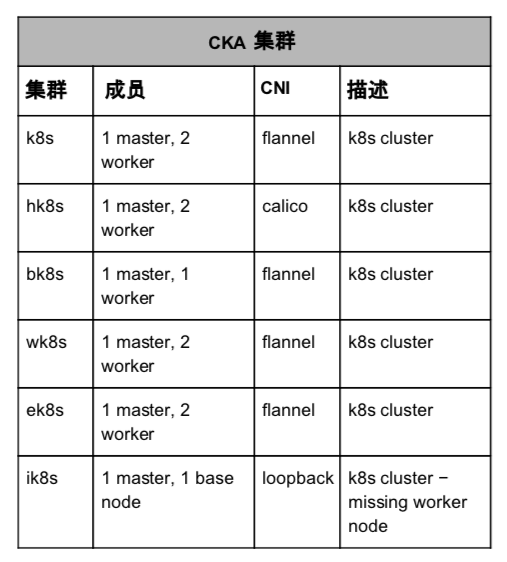 CKA 集群
集群 成员 CNI 描述
k8s 1 master, 2 flannel k8s cluster
worker
hk8s 1 master, 2 calico k8s cluster
worker
bk8s 1 master, 1 flannel k8s cluster
worker
wk8s 1 master, 2 flannel k8s cluster
worker
ek8s 1 master, 2 flannel k8s cluster
worker
ik8s 1 master, 1 base loopback k8s cluster −
node missing worker
node